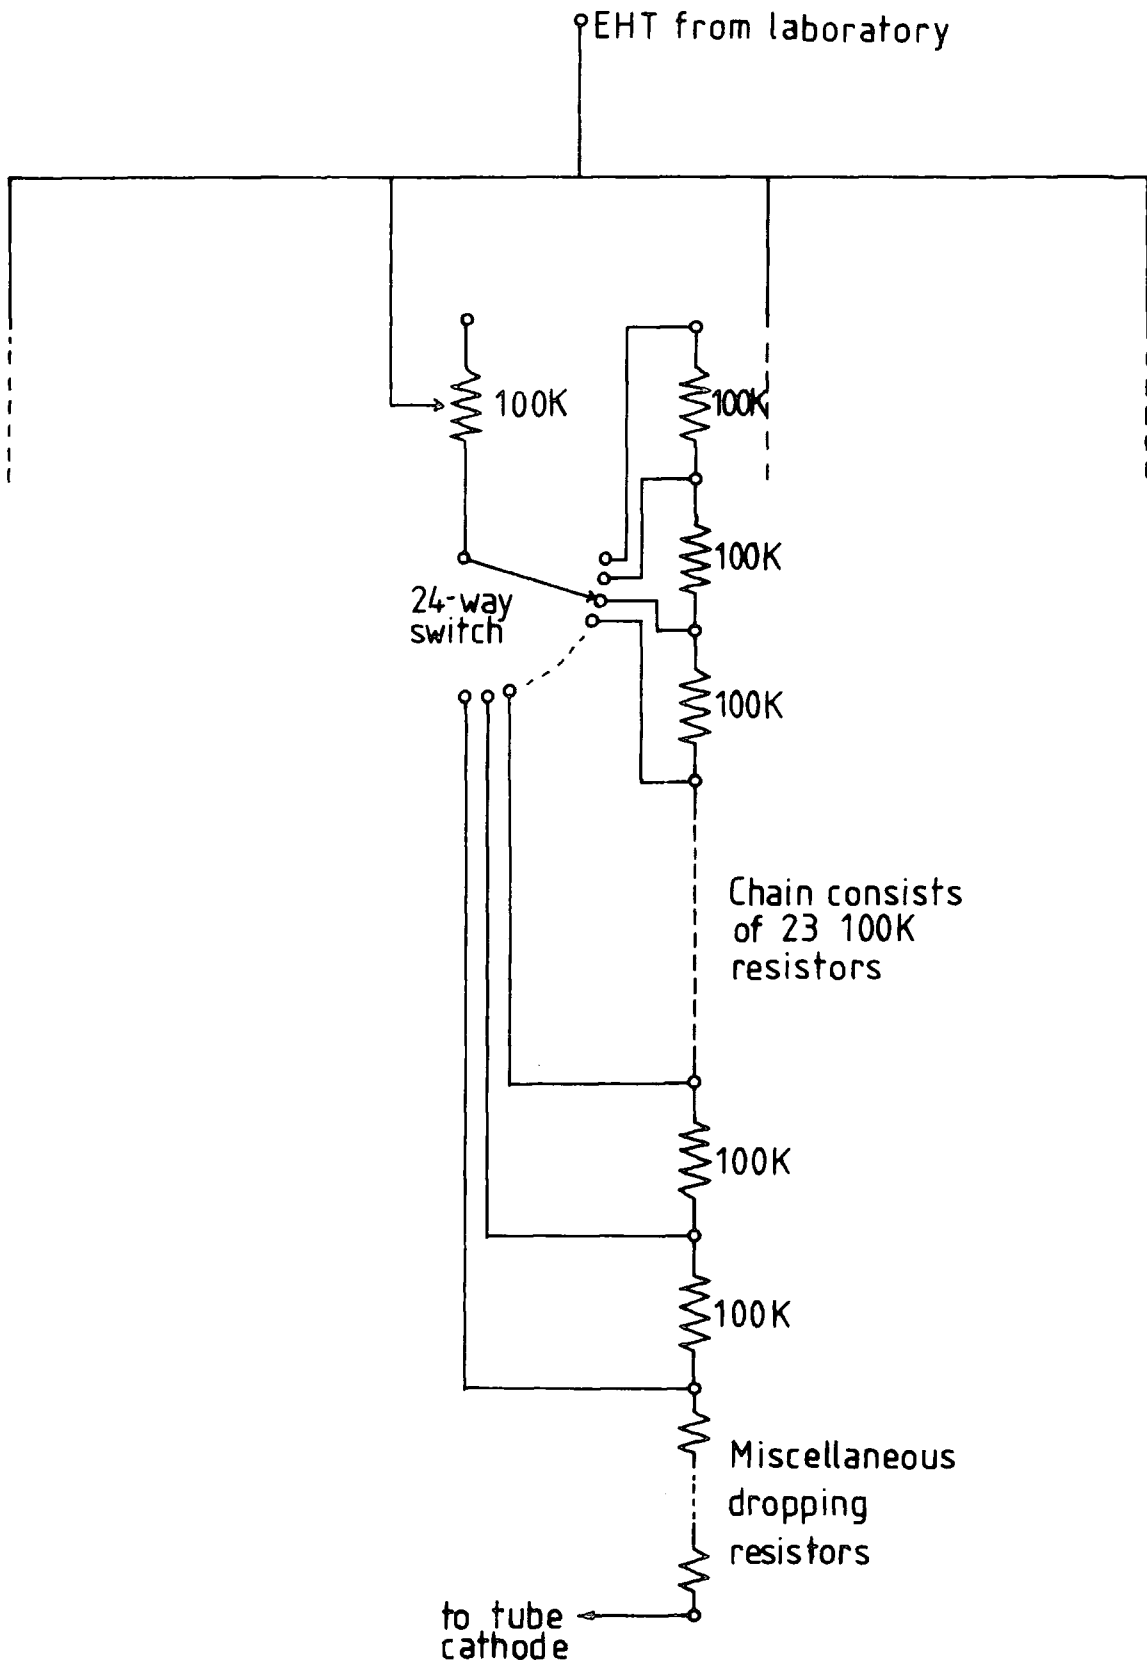 EHT from laboratory
100K
100K
100K
24-way
switch
100K
Chain consists
of 23 100K
resistors
100K
100K
Miscellaneous
dropping
resistors
to tube
cathode